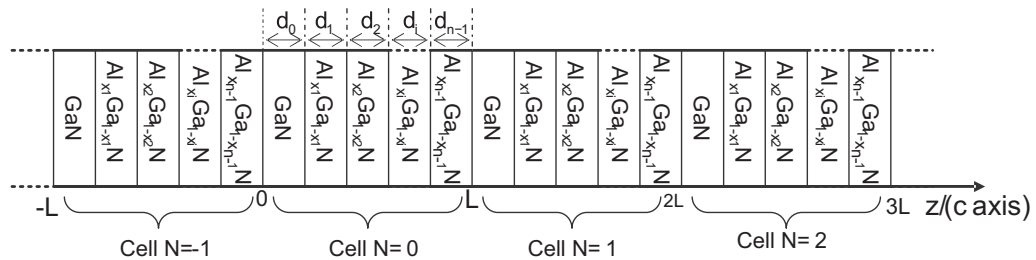 d₀ d₁ d₂ dᵢ dₙ₋₁
GaN
Alₓ₁Ga₁₋ₓ₁N
Alₓ₂Ga₁₋ₓ₂N
AlₓᵢGa₁₋ₓᵢN
Alₓₙ₋₁Ga₁₋ₓₙ₋₁N
GaN
Alₓ₁Ga₁₋ₓ₁N
Alₓ₂Ga₁₋ₓ₂N
AlₓᵢGa₁₋ₓᵢN
Alₓₙ₋₁Ga₁₋ₓₙ₋₁N
GaN
Alₓ₁Ga₁₋ₓ₁N
Alₓ₂Ga₁₋ₓ₂N
AlₓᵢGa₁₋ₓᵢN
Alₓₙ₋₁Ga₁₋ₓₙ₋₁N
GaN
Alₓ₁Ga₁₋ₓ₁N
Alₓ₂Ga₁₋ₓ₂N
AlₓᵢGa₁₋ₓᵢN
Alₓₙ₋₁Ga₁₋ₓₙ₋₁N
-L 0 L 2L 3L z/(c axis)
Cell N=-1 Cell N= 0 Cell N= 1 Cell N= 2